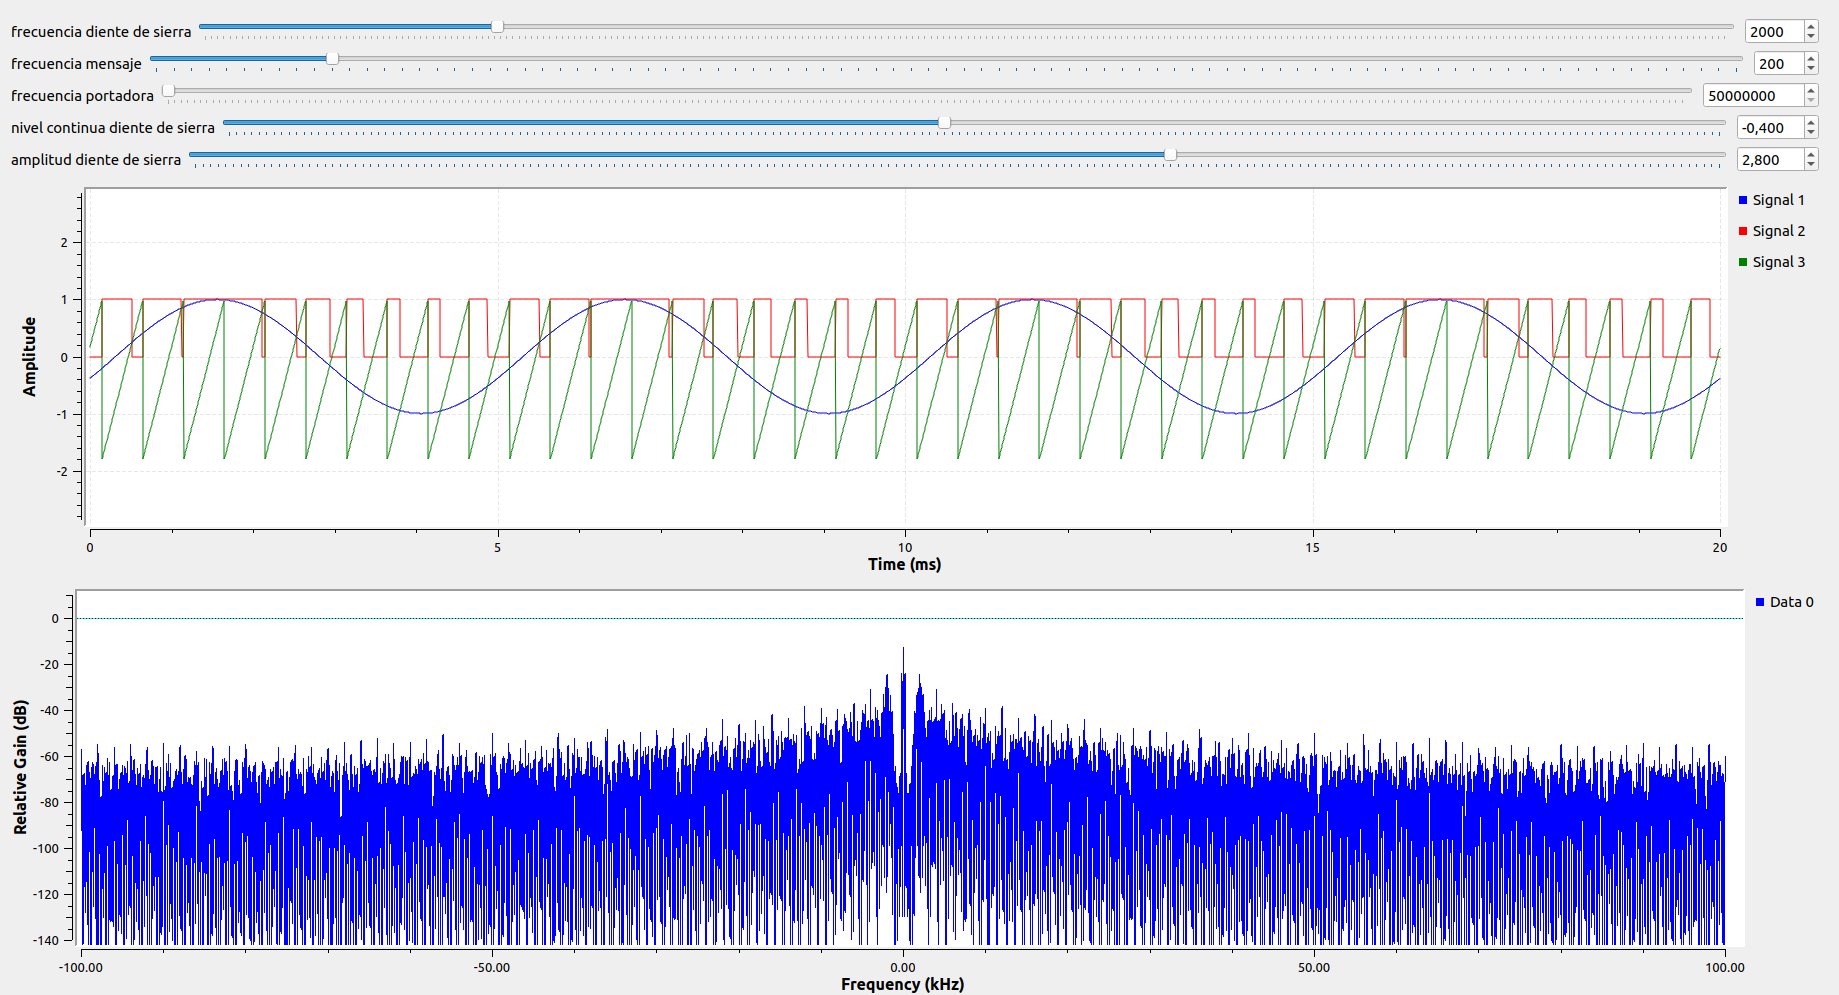 frecuencia diente de sierra 2000
frecuencia mensaje 200
frecuencia portadora 50000000
nivel continua diente de sierra -0,400
amplitud diente de sierra 2,800
Signal 1
Signal 2
Signal 3
2
1
0
-1
-2
Amplitude
0 5 10 15 20
Time (ms)
Data 0
0
-20
-40
-60
-80
-100
-120
-140
Relative Gain (dB)
-100.00 -50.00 0.00 50.00 100.00
Frequency (kHz)